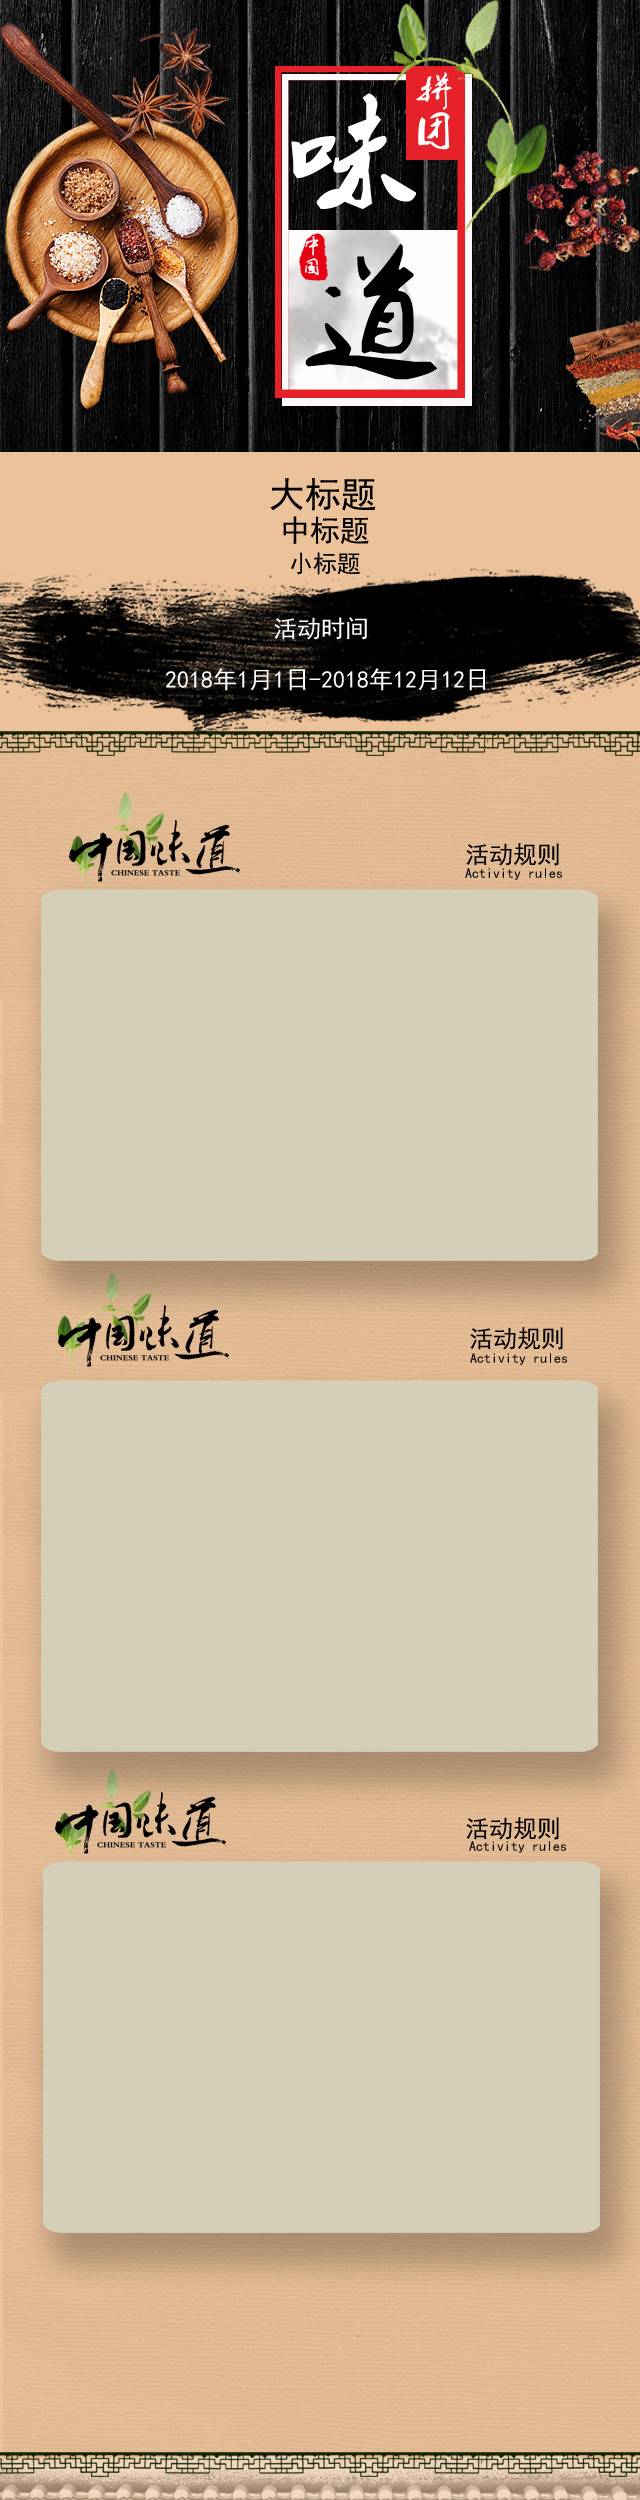 拼团
味
中国
道
大标题
中标题
小标题
活动时间
2018年1月1日-2018年12月12日
中国味道
CHINESE TASTE
活动规则
Activity rules
中国味道
CHINESE TASTE
活动规则
Activity rules
中国味道
CHINESE TASTE
活动规则
Activity rules